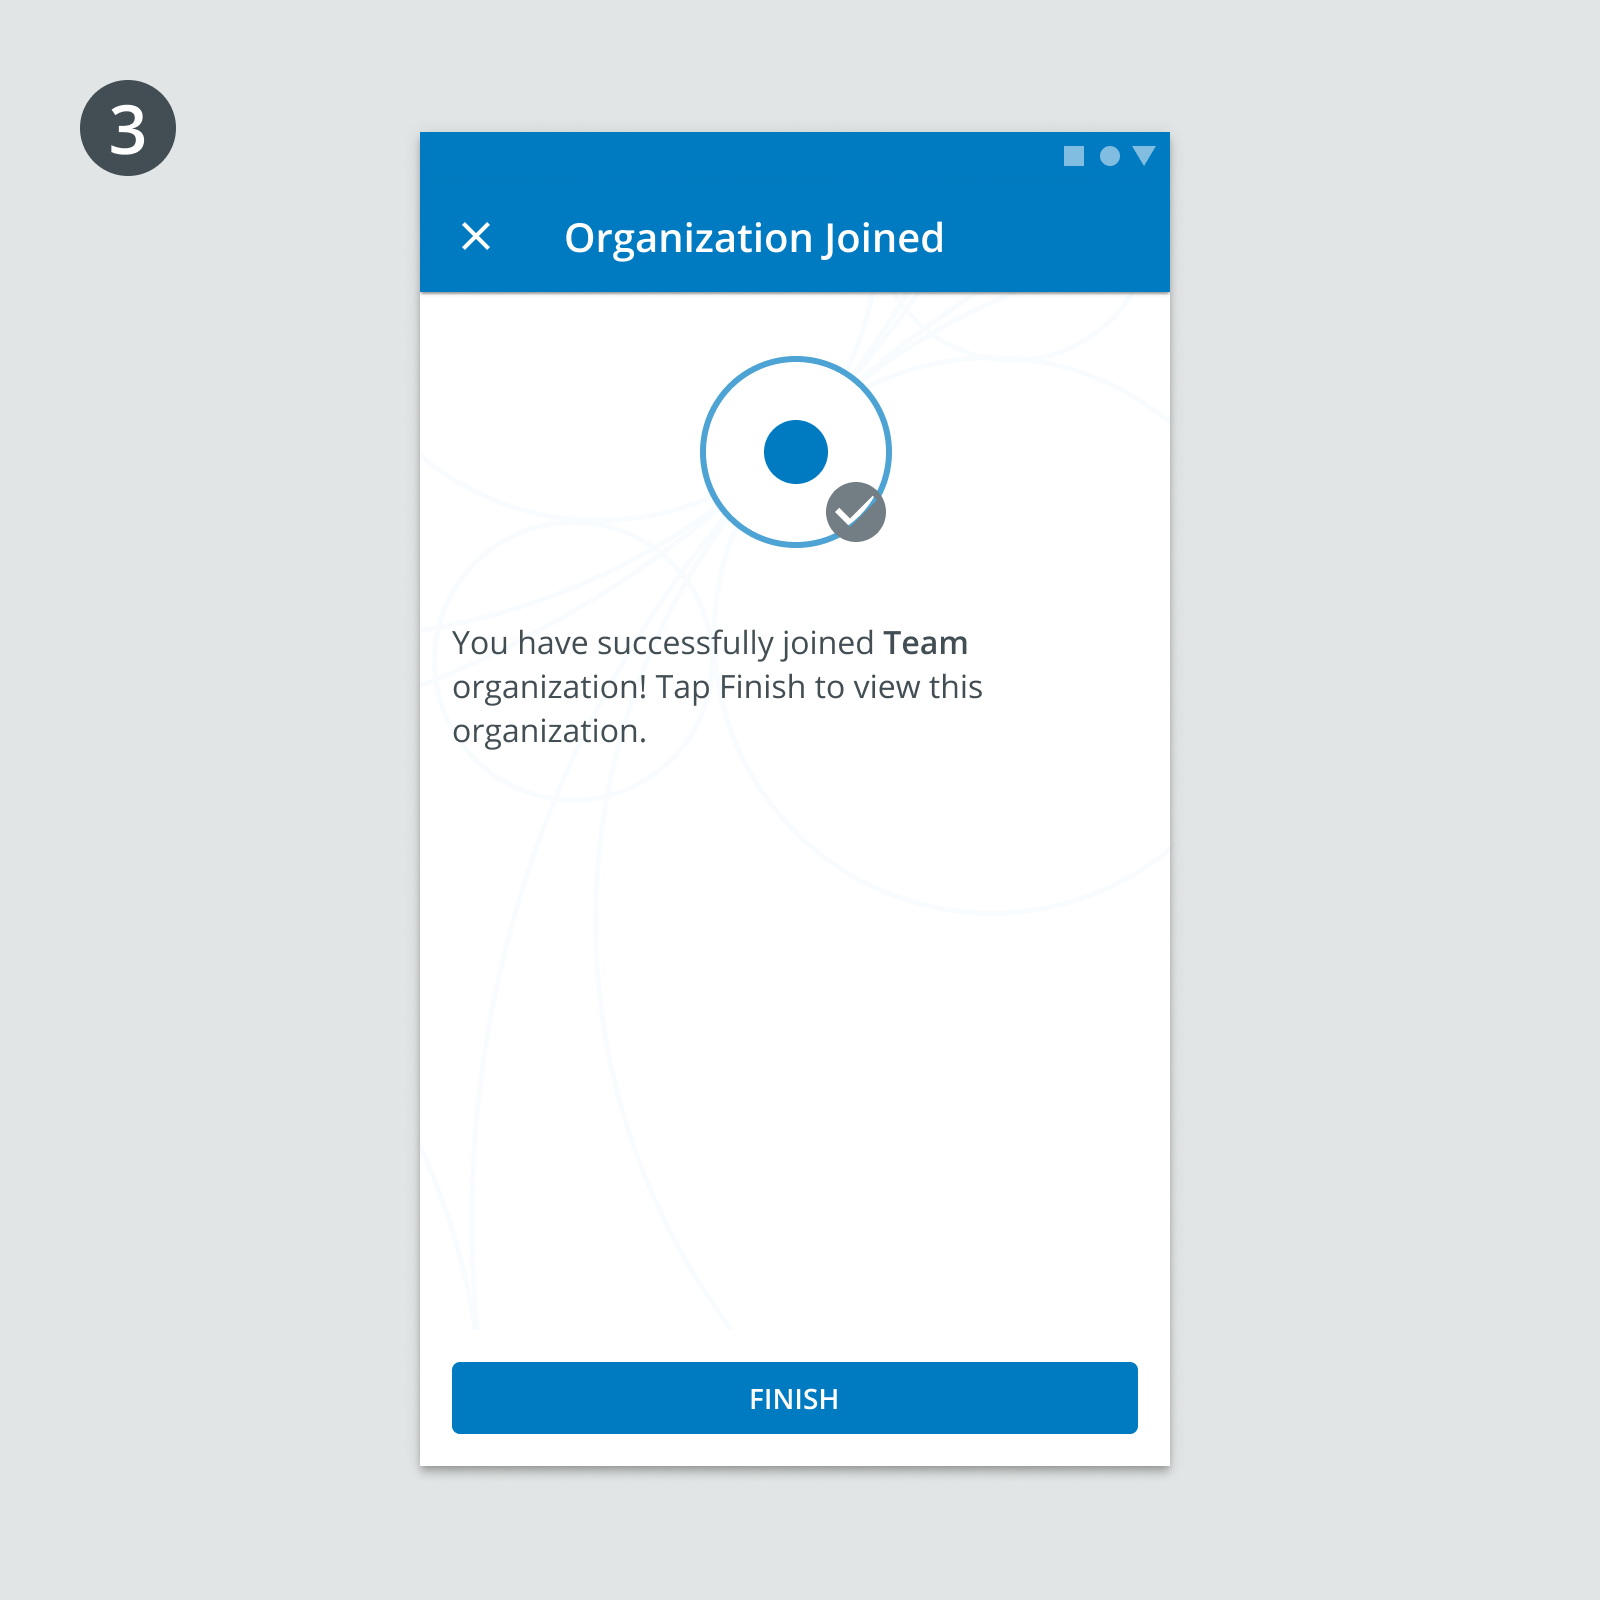 3
Organization Joined
You have successfully joined Team
organization! Tap Finish to view this
organization.
FINISH